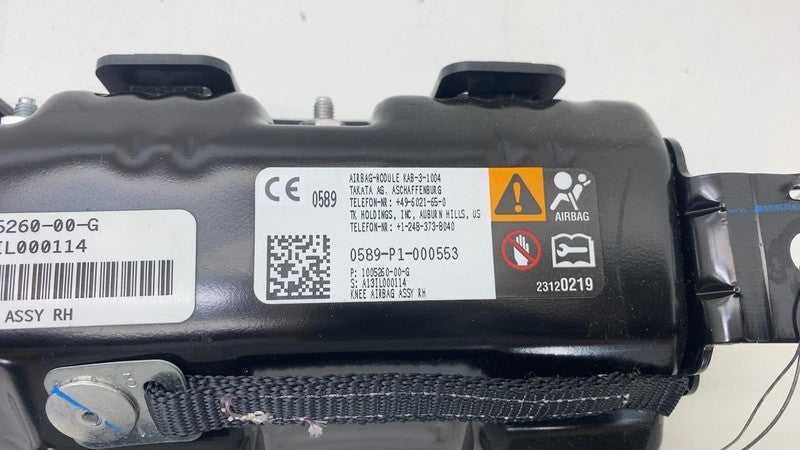 5260-00-G
IL000114
ASSY RH
CE 0589
AIRBAG-MODULE KAB-3-1004
TAKATA AG. ASCHAFFENBURG
TELEFON-NR: +49-6021-65-0
TK HOLDINGS, INC, AUBURN HILLS, US
TELEFON-NR: +1-248-373-8040
0589-P1-000553
P: 1005260-00-G
S: AI3IL000114
KNEE AIRBAG ASSY RH
AIRBAG
23120219